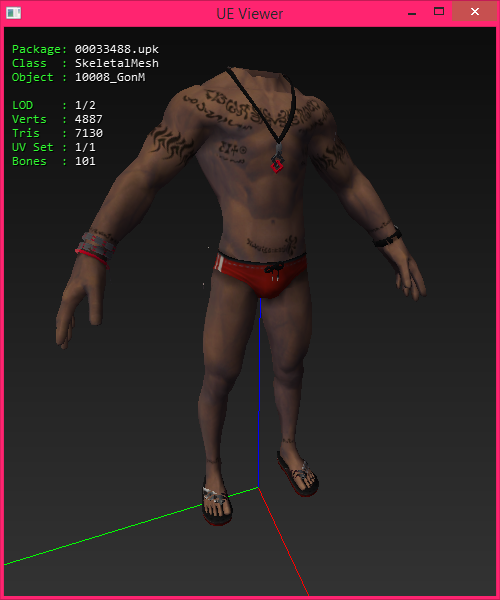 UE Viewer
Package: 00033488.upk
Class : SkeletalMesh
Object : 10008_GonM
LOD : 1/2
Verts : 4887
Tris : 7130
UV Set : 1/1
Bones : 101